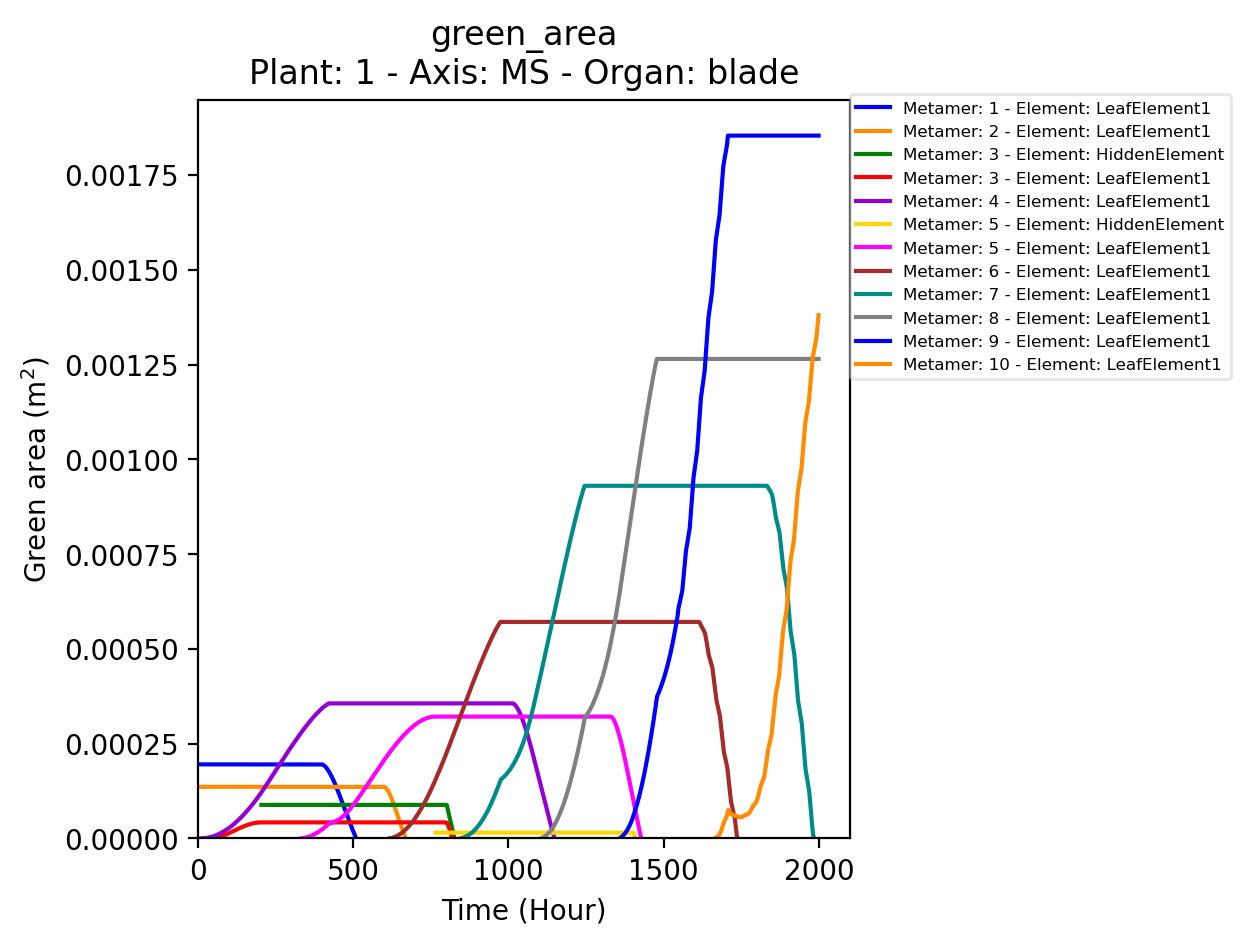 green_area
Plant: 1 - Axis: MS - Organ: blade
Metamer: 1 - Element: LeafElement1
Metamer: 2 - Element: LeafElement1
Metamer: 3 - Element: HiddenElement
Metamer: 3 - Element: LeafElement1
Metamer: 4 - Element: LeafElement1
Metamer: 5 - Element: HiddenElement
Metamer: 5 - Element: LeafElement1
Metamer: 6 - Element: LeafElement1
Metamer: 7 - Element: LeafElement1
Metamer: 8 - Element: LeafElement1
Metamer: 9 - Element: LeafElement1
Metamer: 10 - Element: LeafElement1
Green area (m²)
0.00175
0.00150
0.00125
0.00100
0.00075
0.00050
0.00025
0.00000
0 500 1000 1500 2000
Time (Hour)